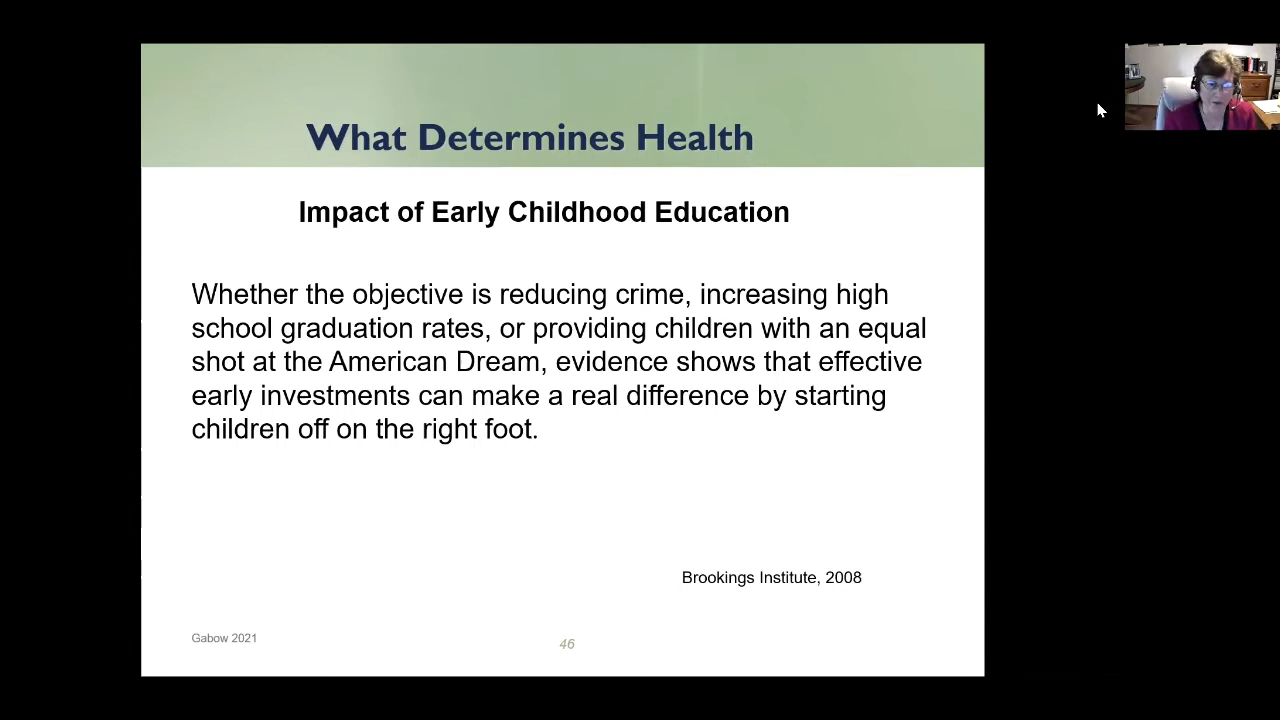 What Determines Health
Impact of Early Childhood Education
Whether the objective is reducing crime, increasing high
school graduation rates, or providing children with an equal
shot at the American Dream, evidence shows that effective
early investments can make a real difference by starting
children off on the right foot.
Brookings Institute, 2008
Gabow 2021
46